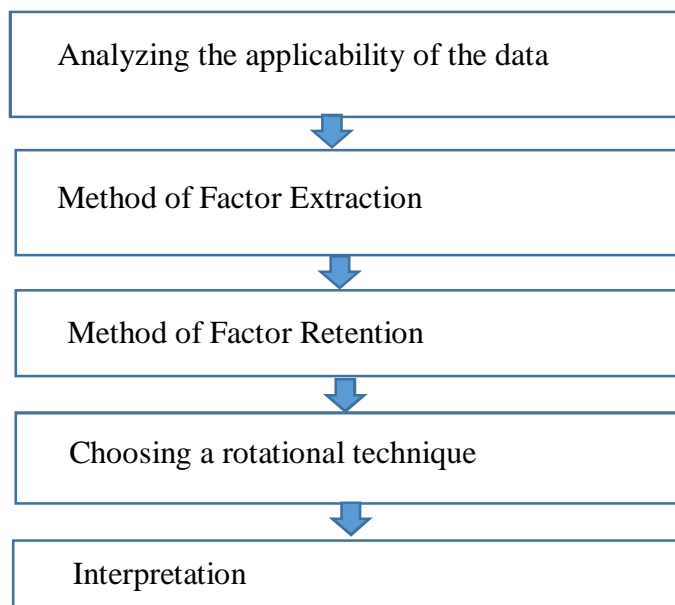 Analyzing the applicability of the data
Method of Factor Extraction
Method of Factor Retention
Choosing a rotational technique
Interpretation